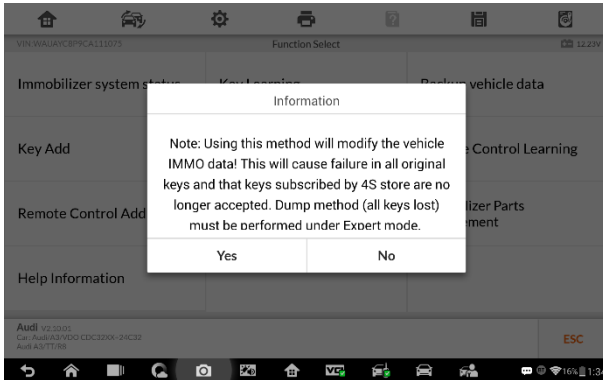 VIN:WAUAYC8P9CA111075
Function Select
12.23V
Immobilizer system status
Key Learning
Backup vehicle data
Information
Note: Using this method will modify the vehicle
IMMO data! This will cause failure in all original
keys and that keys subscribed by 4S store are no
longer accepted. Dump method (all keys lost)
must be performed under Expert mode.
Yes
No
Key Add
Control Learning
Remote Control Add
Parts
Help Information
Audi V2.10.01
Car: Audi/A3/VDO CDC32XX-24C32
Audi A3/TT/R8
ESC
16%
1:34